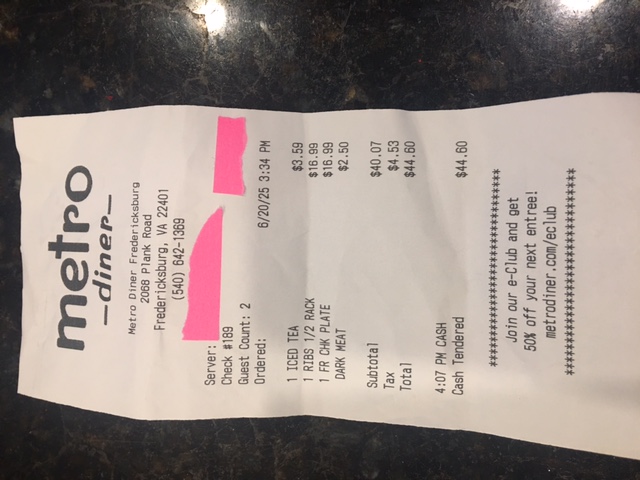 metro
diner
Metro Diner Fredericksburg
2068 Plank Road
Fredericksburg, VA 22401
(540) 642-1369
Server:
Check #189
Guest Count: 2
Ordered: 6/20/25 3:34 PM
1 ICED TEA $3.59
1 RIBS 1/2 RACK $16.99
1 FR CHK PLATE $16.99
DARK MEAT $2.50
Subtotal $40.07
Tax $4.53
Total $44.60
4:07 PM CASH
Cash Tendered $44.60
Join our e-Club and get
50% off your next entree!
metrodiner.com/eclub